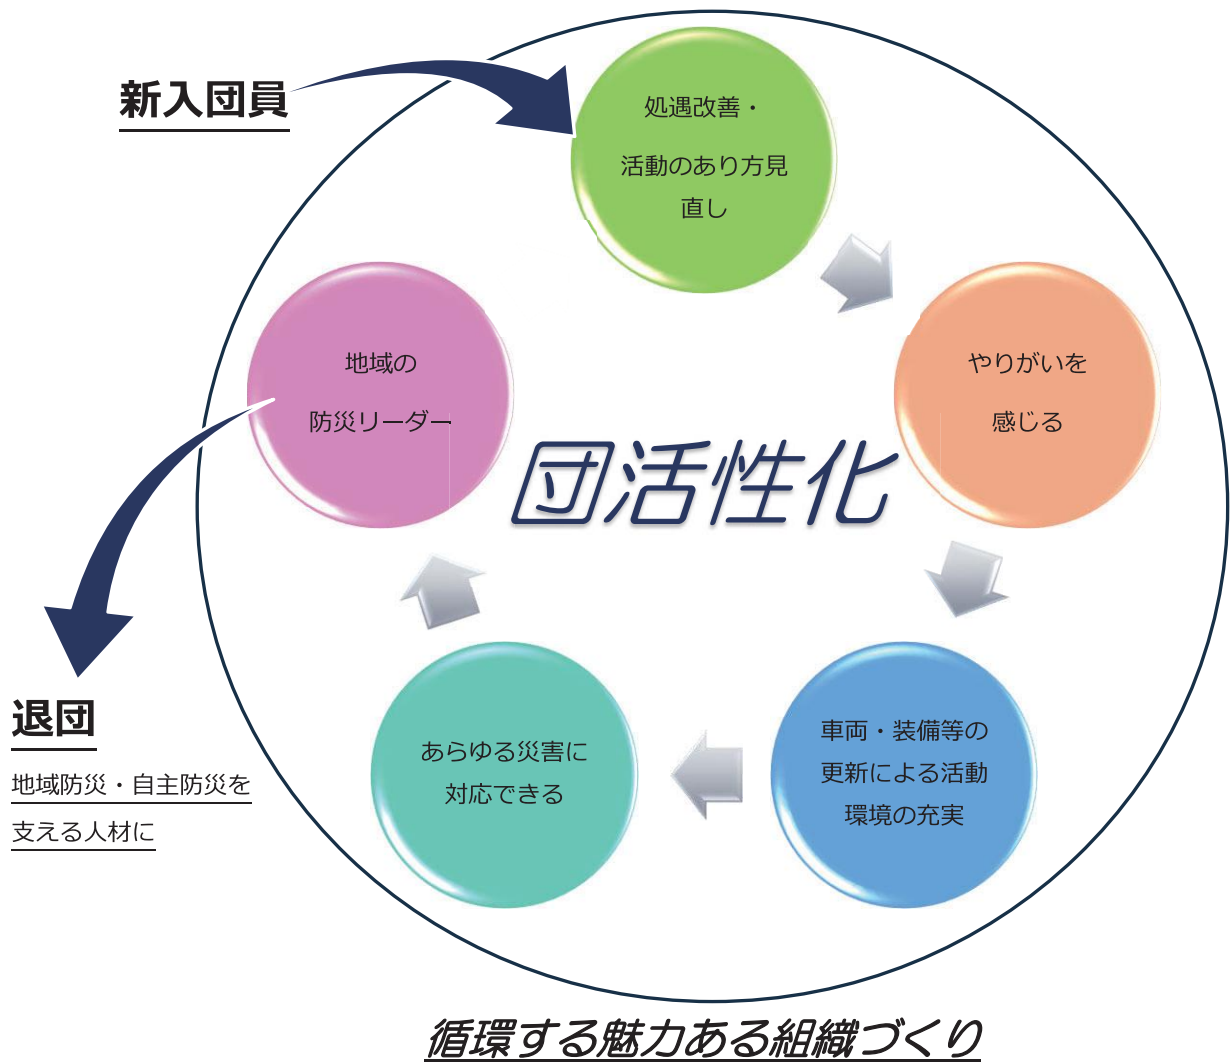 新入団員
処遇改善・
活動のあり方見
直し
やりがいを
感じる
車両・装備等の
更新による活動
環境の充実
あらゆる災害に
対応できる
地域の
防災リーダー
団活性化
退団
地域防災・自主防災を
支える人材に
循環する魅力ある組織づくり